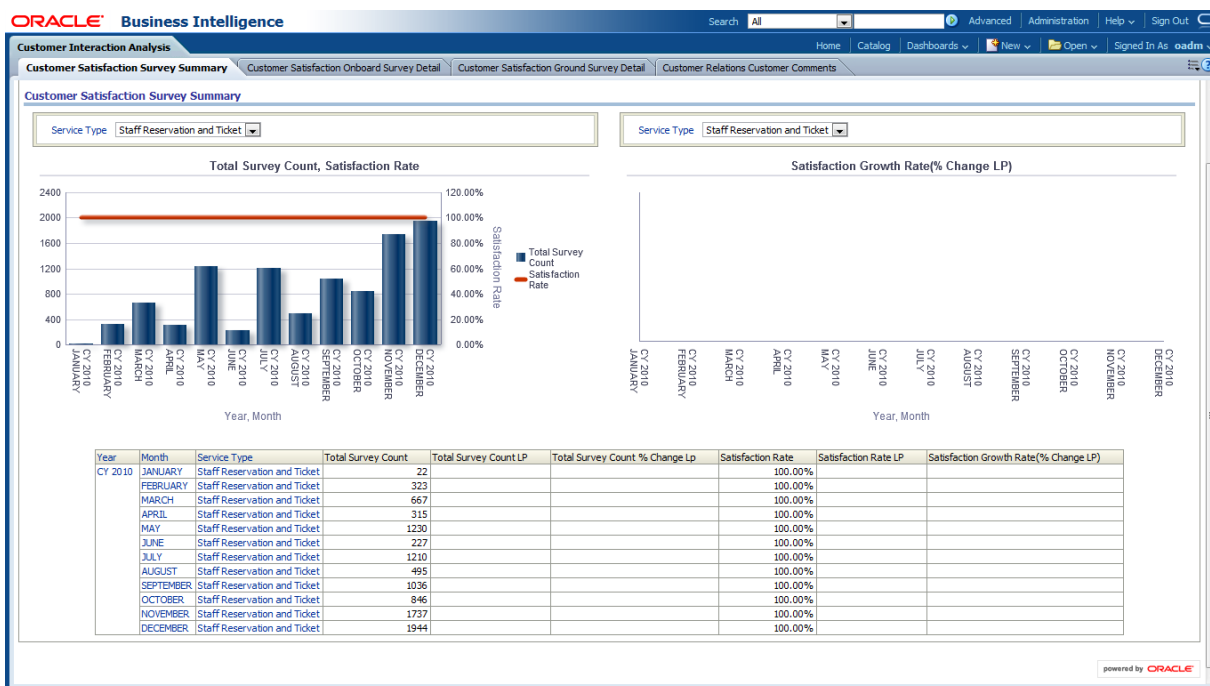 ORACLE Business Intelligence
Search All Advanced Administration Help Sign Out
Customer Interaction Analysis
Home Catalog Dashboards New Open Signed In As oadm
Customer Satisfaction Survey Summary Customer Satisfaction Onboard Survey Detail Customer Satisfaction Ground Survey Detail Customer Relations Customer Comments
Customer Satisfaction Survey Summary
Service Type Staff Reservation and Ticket
Service Type Staff Reservation and Ticket
Total Survey Count, Satisfaction Rate
2400
2000
1600
1200
800
400
0
120.00%
100.00%
80.00%
60.00%
40.00%
20.00%
0.00%
Satisfaction Rate
Total Survey Count
Satisfaction Rate
CY 2010 JANUARY
CY 2010 FEBRUARY
CY 2010 MARCH
CY 2010 APRIL
CY 2010 MAY
CY 2010 JUNE
CY 2010 JULY
CY 2010 AUGUST
CY 2010 SEPTEMBER
CY 2010 OCTOBER
CY 2010 NOVEMBER
CY 2010 DECEMBER
Year, Month
Satisfaction Growth Rate(% Change LP)
CY 2010 JANUARY
CY 2010 FEBRUARY
CY 2010 MARCH
CY 2010 APRIL
CY 2010 MAY
CY 2010 JUNE
CY 2010 JULY
CY 2010 AUGUST
CY 2010 SEPTEMBER
CY 2010 OCTOBER
CY 2010 NOVEMBER
CY 2010 DECEMBER
Year, Month
Year Month Service Type Total Survey Count Total Survey Count LP Total Survey Count % Change Lp Satisfaction Rate Satisfaction Rate LP Satisfaction Growth Rate(% Change LP)
CY 2010 JANUARY Staff Reservation and Ticket 22 100.00%
FEBRUARY Staff Reservation and Ticket 323 100.00%
MARCH Staff Reservation and Ticket 667 100.00%
APRIL Staff Reservation and Ticket 315 100.00%
MAY Staff Reservation and Ticket 1230 100.00%
JUNE Staff Reservation and Ticket 227 100.00%
JULY Staff Reservation and Ticket 1210 100.00%
AUGUST Staff Reservation and Ticket 495 100.00%
SEPTEMBER Staff Reservation and Ticket 1036 100.00%
OCTOBER Staff Reservation and Ticket 846 100.00%
NOVEMBER Staff Reservation and Ticket 1737 100.00%
DECEMBER Staff Reservation and Ticket 1944 100.00%
powered by ORACLE